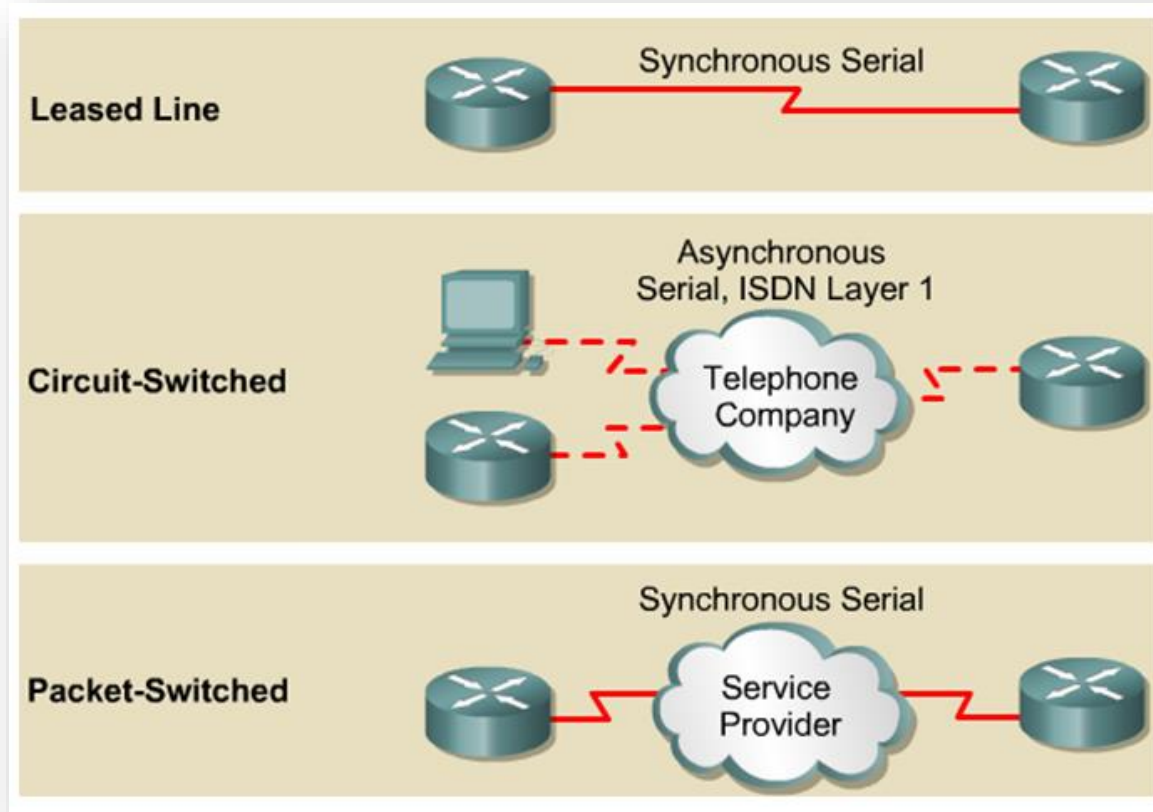 Leased Line
Synchronous Serial
Circuit-Switched
Asynchronous
Serial, ISDN Layer 1
Telephone
Company
Packet-Switched
Synchronous Serial
Service
Provider